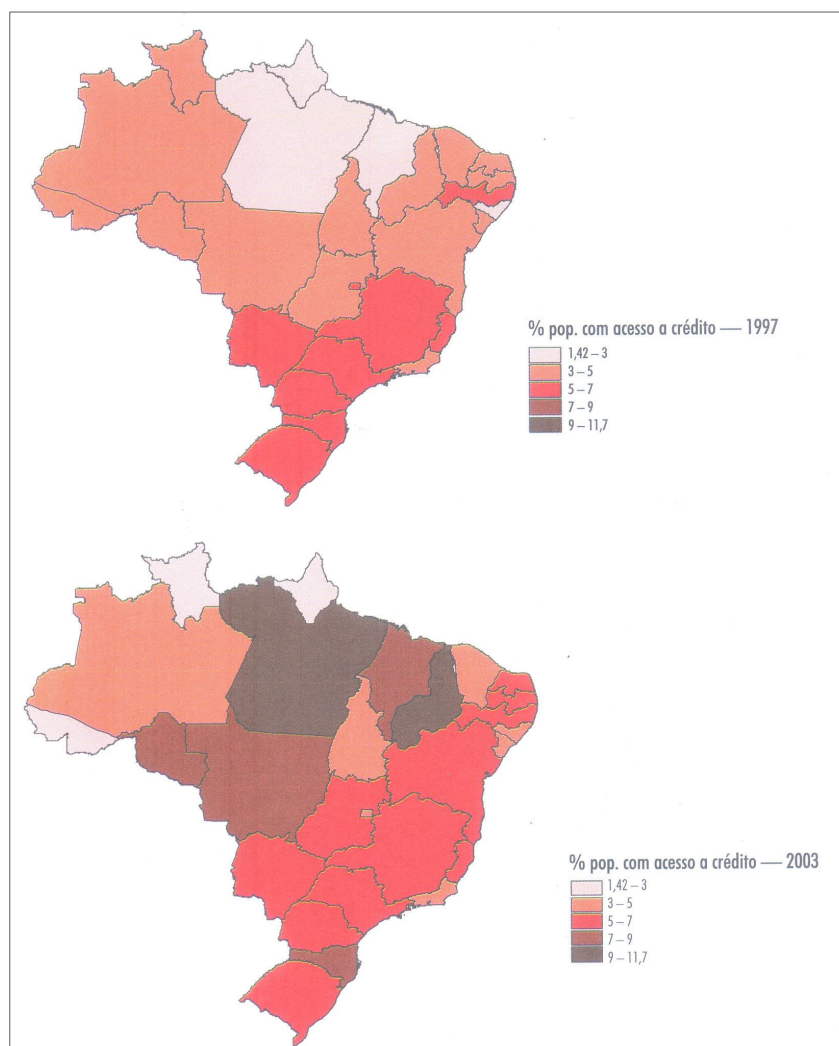 % pop. com acesso a crédito — 1997
1,42 – 3
3 – 5
5 – 7
7 – 9
9 – 11,7
% pop. com acesso a crédito — 2003
1,42 – 3
3 – 5
5 – 7
7 – 9
9 – 11,7